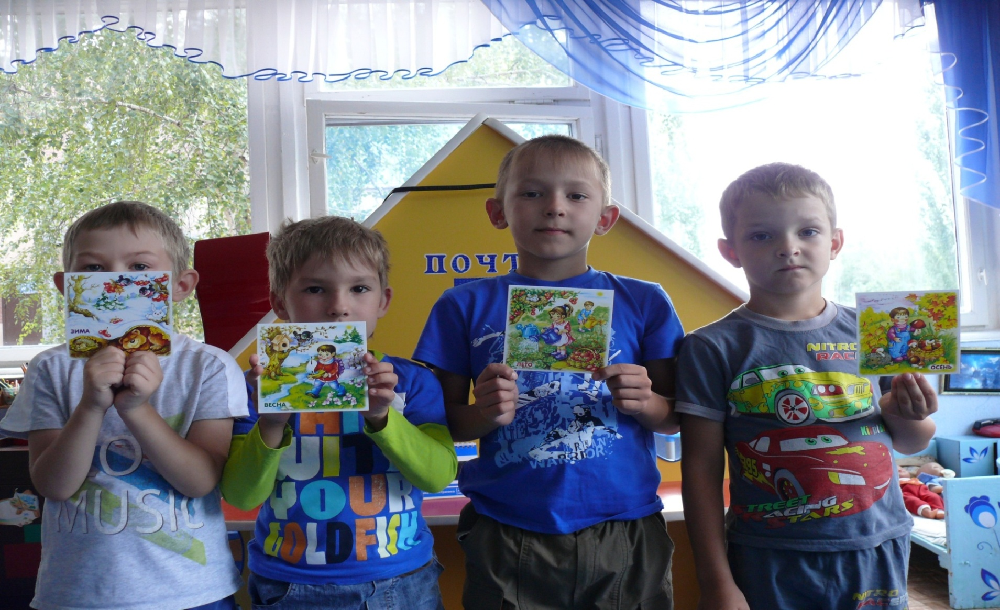 ПОЧТ
ЗИМА
ВЕСНА
ЛЕТО
ОСЕНЬ
MUSIC
WITH
YOUR
GOLDFISH
WARRIOR
NITRO
RACE
95
STREET
RACING
STARS
NITRO
RACER